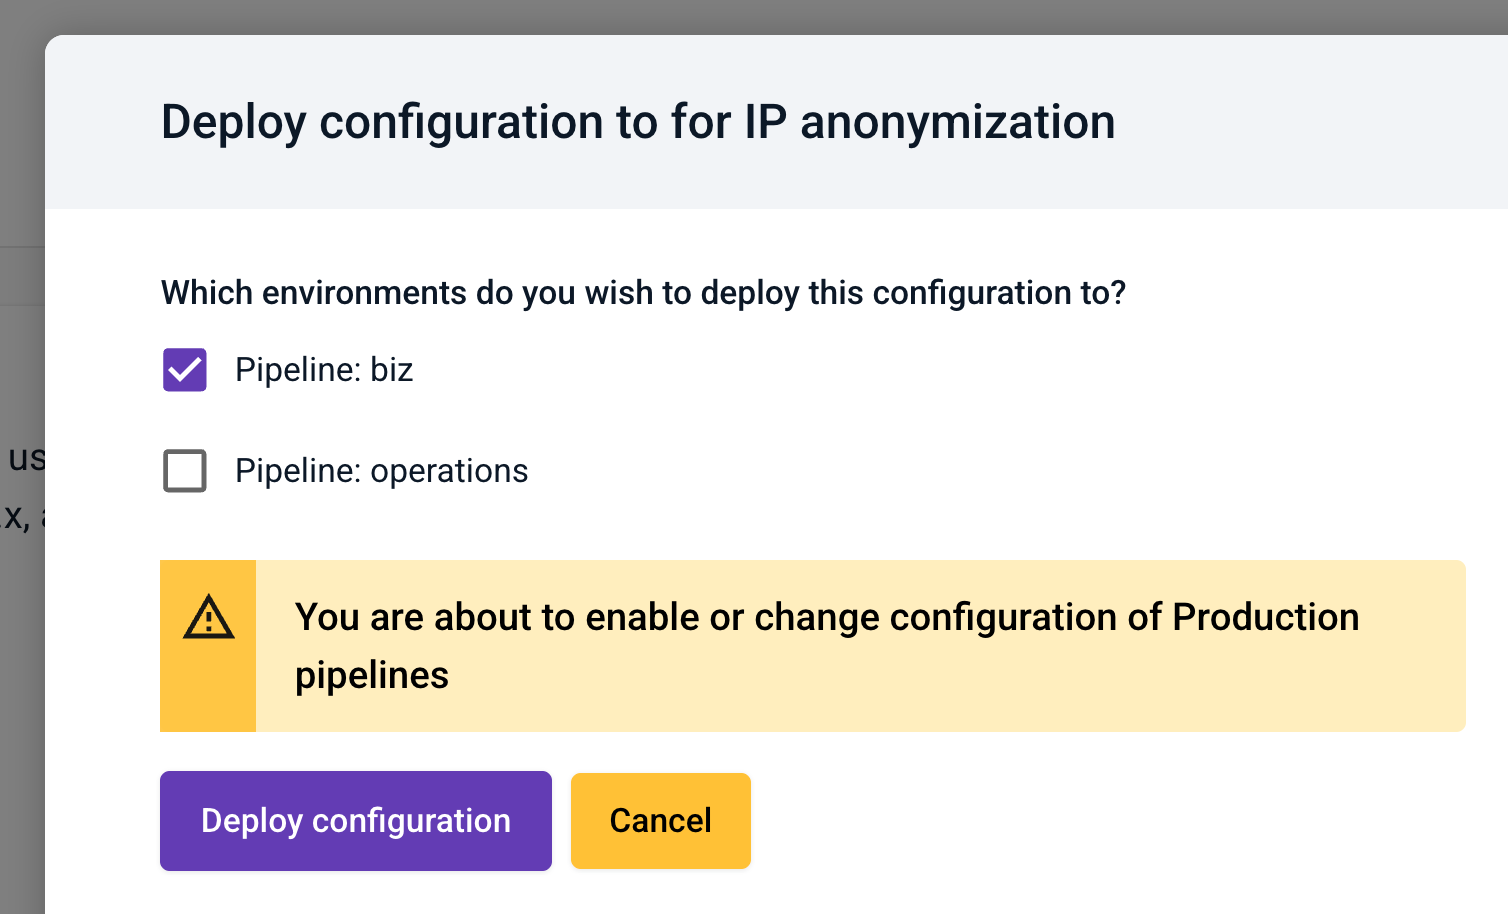 Deploy configuration to for IP anonymization
Which environments do you wish to deploy this configuration to?
Pipeline: biz
Pipeline: operations
us
.x,
You are about to enable or change configuration of Production
pipelines
Deploy configuration
Cancel